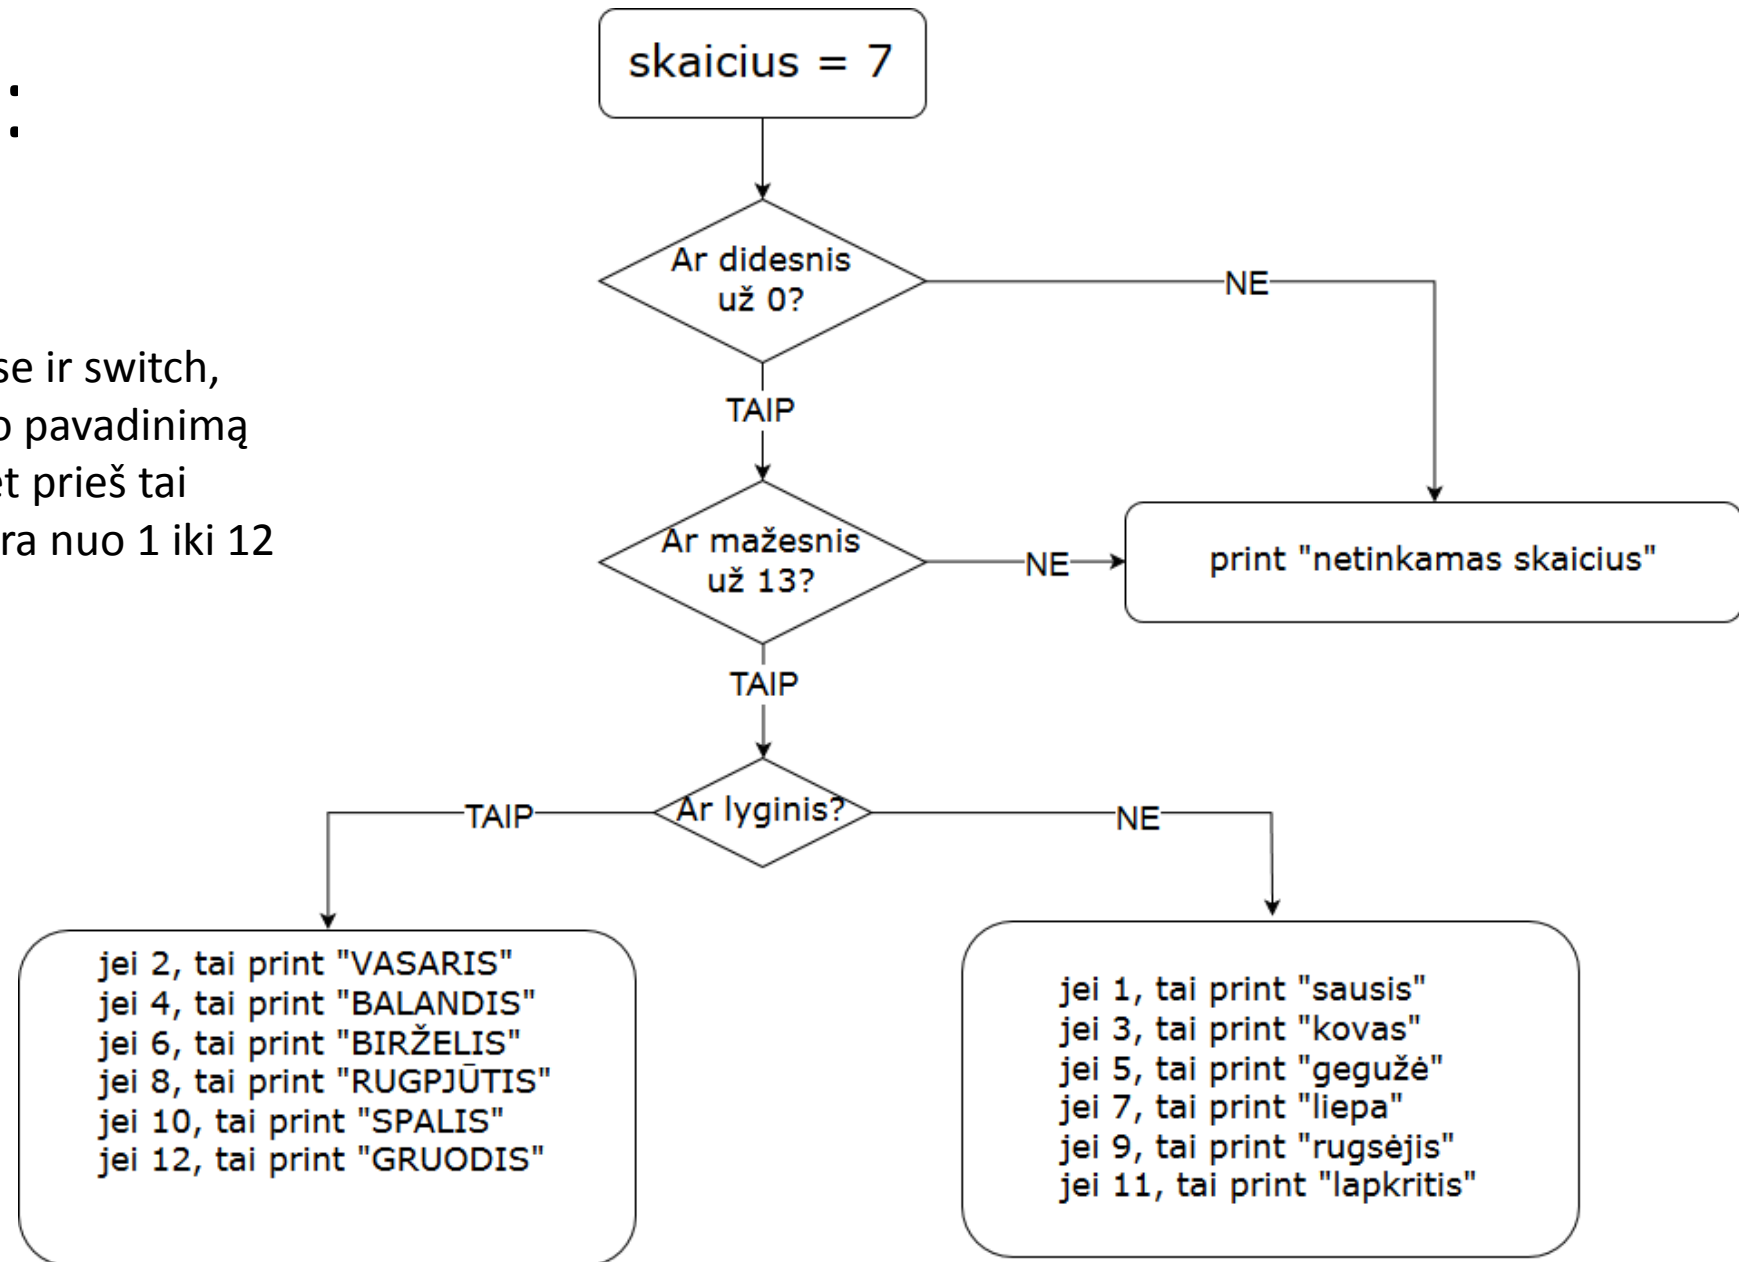 :
se ir switch,
o pavadinimą
et prieš tai
ra nuo 1 iki 12
skaicius = 7
Ar didesnis
už 0?
NE
TAIP
Ar mažesnis
už 13?
NE
print "netinkamas skaicius"
TAIP
Ar lyginis?
TAIP
NE
jei 2, tai print "VASARIS"
jei 4, tai print "BALANDIS"
jei 6, tai print "BIRŽELIS"
jei 8, tai print "RUGPJŪTIS"
jei 10, tai print "SPALIS"
jei 12, tai print "GRUODIS"
jei 1, tai print "sausis"
jei 3, tai print "kovas"
jei 5, tai print "gegužė"
jei 7, tai print "liepa"
jei 9, tai print "rugsėjis"
jei 11, tai print "lapkritis"